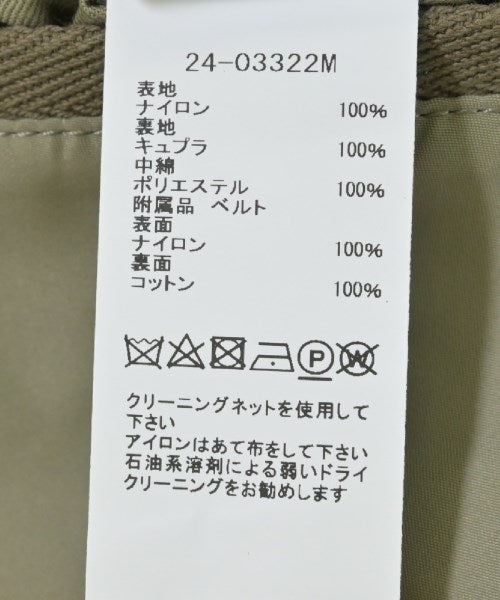 24-03322M
表地
ナイロン 100%
裏地
キュプラ 100%
中綿
ポリエステル 100%
附属品 ベルト
表面
ナイロン 100%
裏面
コットン 100%
P W
クリーニングネットを使用して
下さい
アイロンはあて布をして下さい
石油系溶剤による弱いドライ
クリーニングをお勧めします